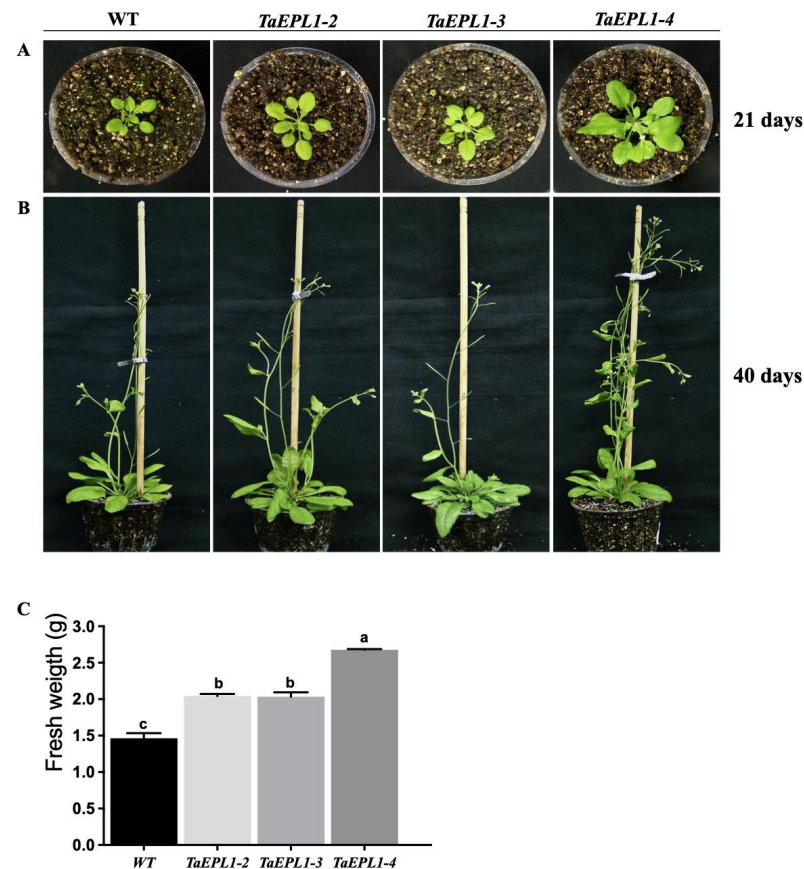 WT TaEPL1-2 TaEPL1-3 TaEPL1-4
A
21 days
B
40 days
C
Fresh weigth (g)
3.0
2.5
2.0
1.5
1.0
0.5
0.0
c
b
b
a
WT TaEPL1-2 TaEPL1-3 TaEPL1-4